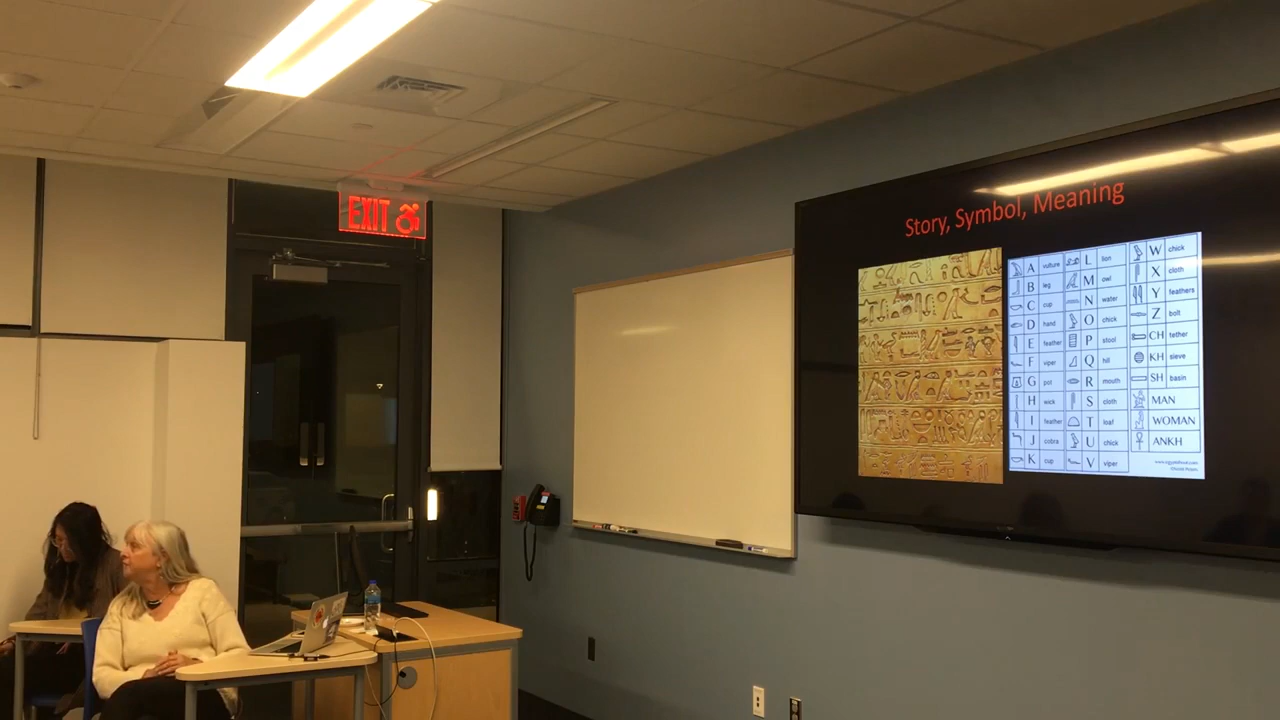 EXIT
Story, Symbol, Meaning
A vulture L lion W chick
B leg M owl X cloth
C cup N water Y feathers
D hand O chick Z bolt
E feather P stool CH tether
F viper Q hill KH sieve
G pot R mouth SH basin
H wick S cloth MAN
I feather T loaf WOMAN
J cobra U chick ANKH
K cup V viper